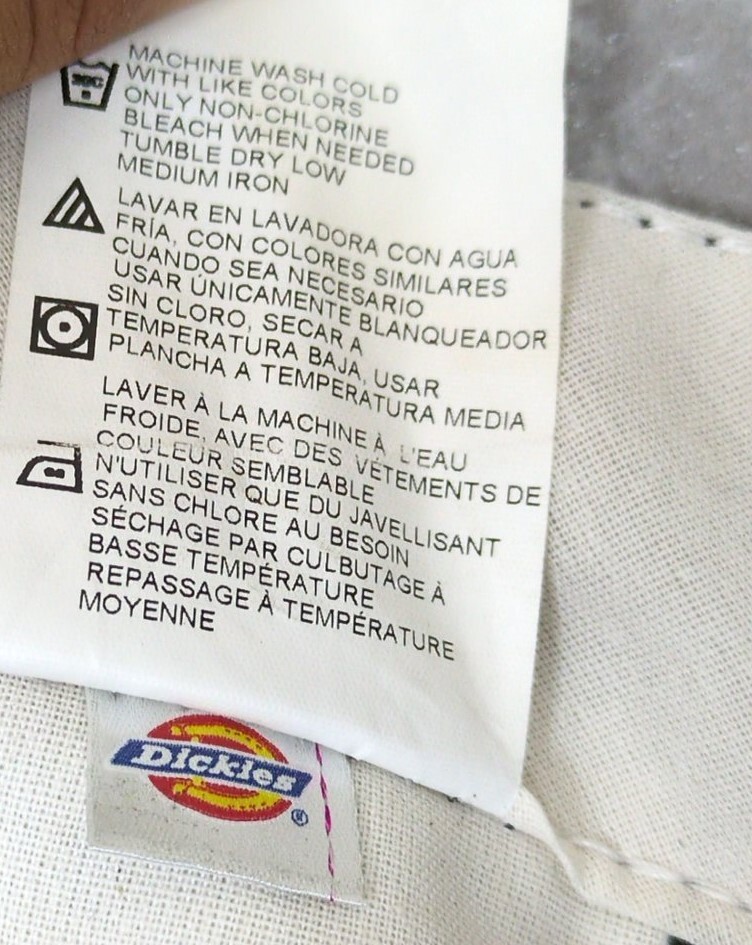 30C
MACHINE WASH COLD
WITH LIKE COLORS
ONLY NON-CHLORINE
BLEACH WHEN NEEDED
TUMBLE DRY LOW
MEDIUM IRON
LAVAR EN LAVADORA CON AGUA
FRÍA, CON COLORES SIMILARES
CUANDO SEA NECESARIO
USAR ÚNICAMENTE BLANQUEADOR
SIN CLORO, SECAR A
TEMPERATURA BAJA, USAR
PLANCHA A TEMPERATURA MEDIA
LAVER À LA MACHINE À L'EAU
FROIDE, AVEC DES VÊTEMENTS DE
COULEUR SEMBLABLE
N'UTILISER QUE DU JAVELLISANT
SANS CHLORE AU BESOIN
SÉCHAGE PAR CULBUTAGE À
BASSE TEMPÉRATURE
REPASSAGE À TEMPÉRATURE
MOYENNE
Dickies®